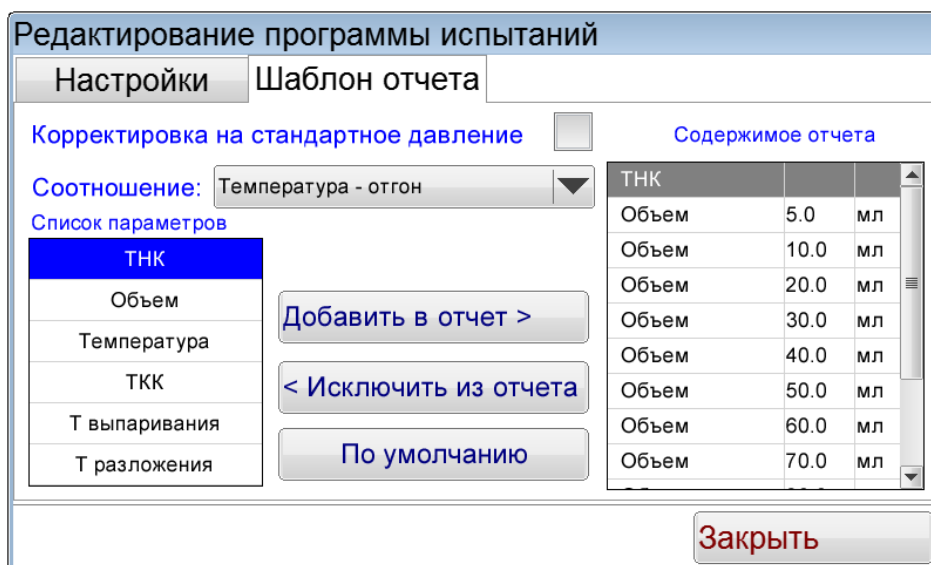 Редактирование программы испытаний
Настройки
Шаблон отчета
Корректировка на стандартное давление
Соотношение: Температура - отгон
Список параметров
ТНК
Объем
Температура
ТКК
Т выпаривания
Т разложения
Добавить в отчет >
< Исключить из отчета
По умолчанию
Содержимое отчета
ТНК
Объем 5.0 мл
Объем 10.0 мл
Объем 20.0 мл
Объем 30.0 мл
Объем 40.0 мл
Объем 50.0 мл
Объем 60.0 мл
Объем 70.0 мл
Закрыть